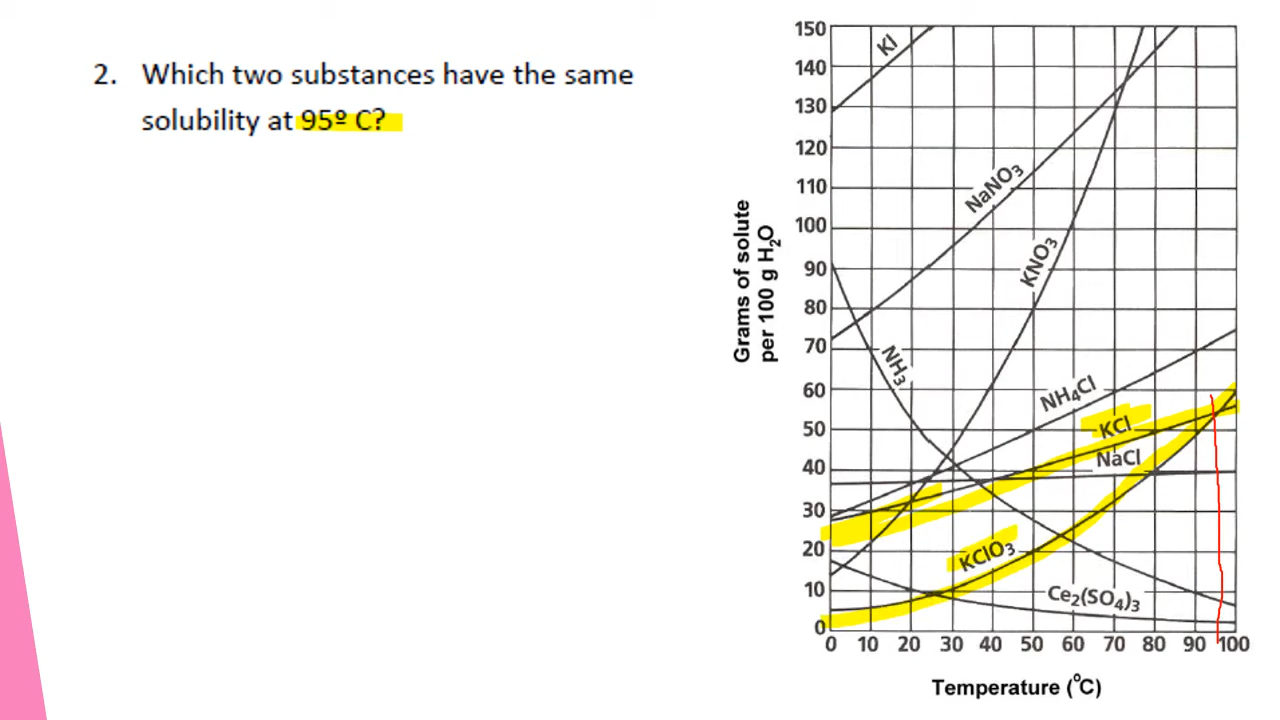 2. Which two substances have the same
solubility at 95º C?
150
140
130
120
110
100
90
80
70
60
50
40
30
20
10
0
Grams of solute
per 100 g H₂O
KI
NaNO₃
KNO₃
NH₃
NH₄Cl
KCl
NaCl
KClO₃
Ce₂(SO₄)₃
0 10 20 30 40 50 60 70 80 90 100
Temperature (°C)